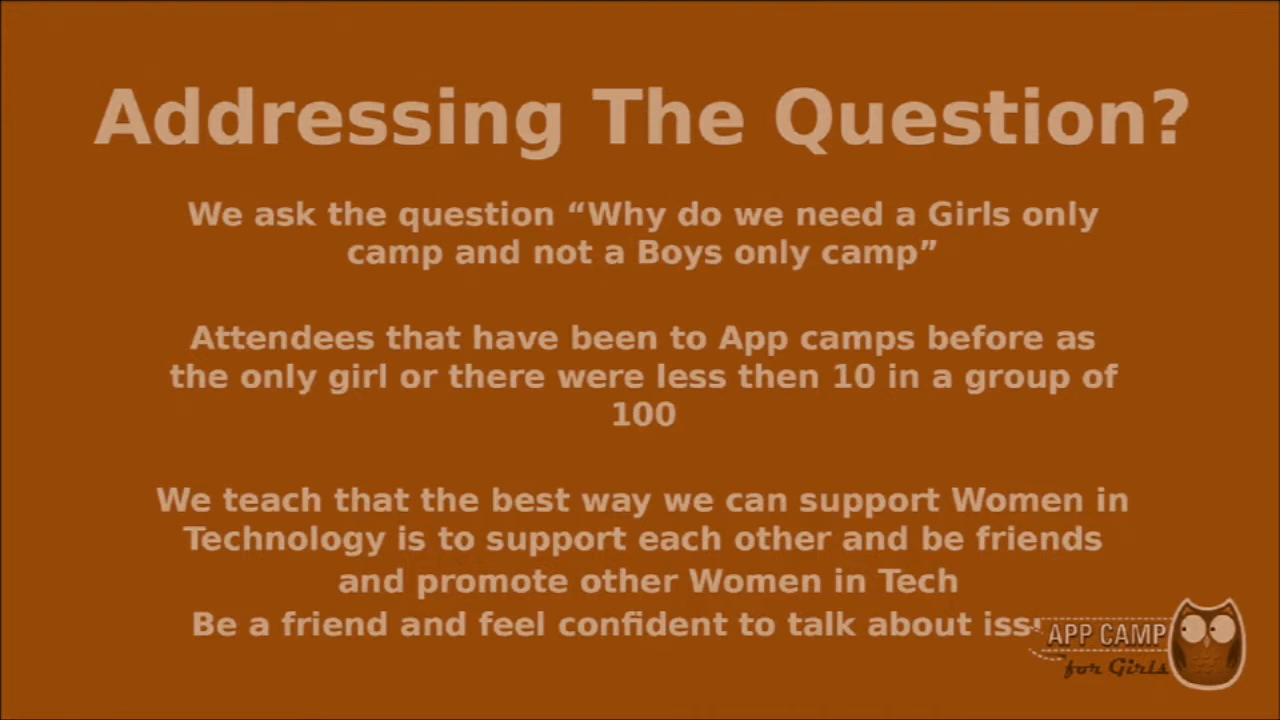 Addressing The Question?
We ask the question “Why do we need a Girls only
camp and not a Boys only camp”
Attendees that have been to App camps before as
the only girl or there were less then 10 in a group of
100
We teach that the best way we can support Women in
Technology is to support each other and be friends
and promote other Women in Tech
Be a friend and feel confident to talk about
APP CAMP
for Girls